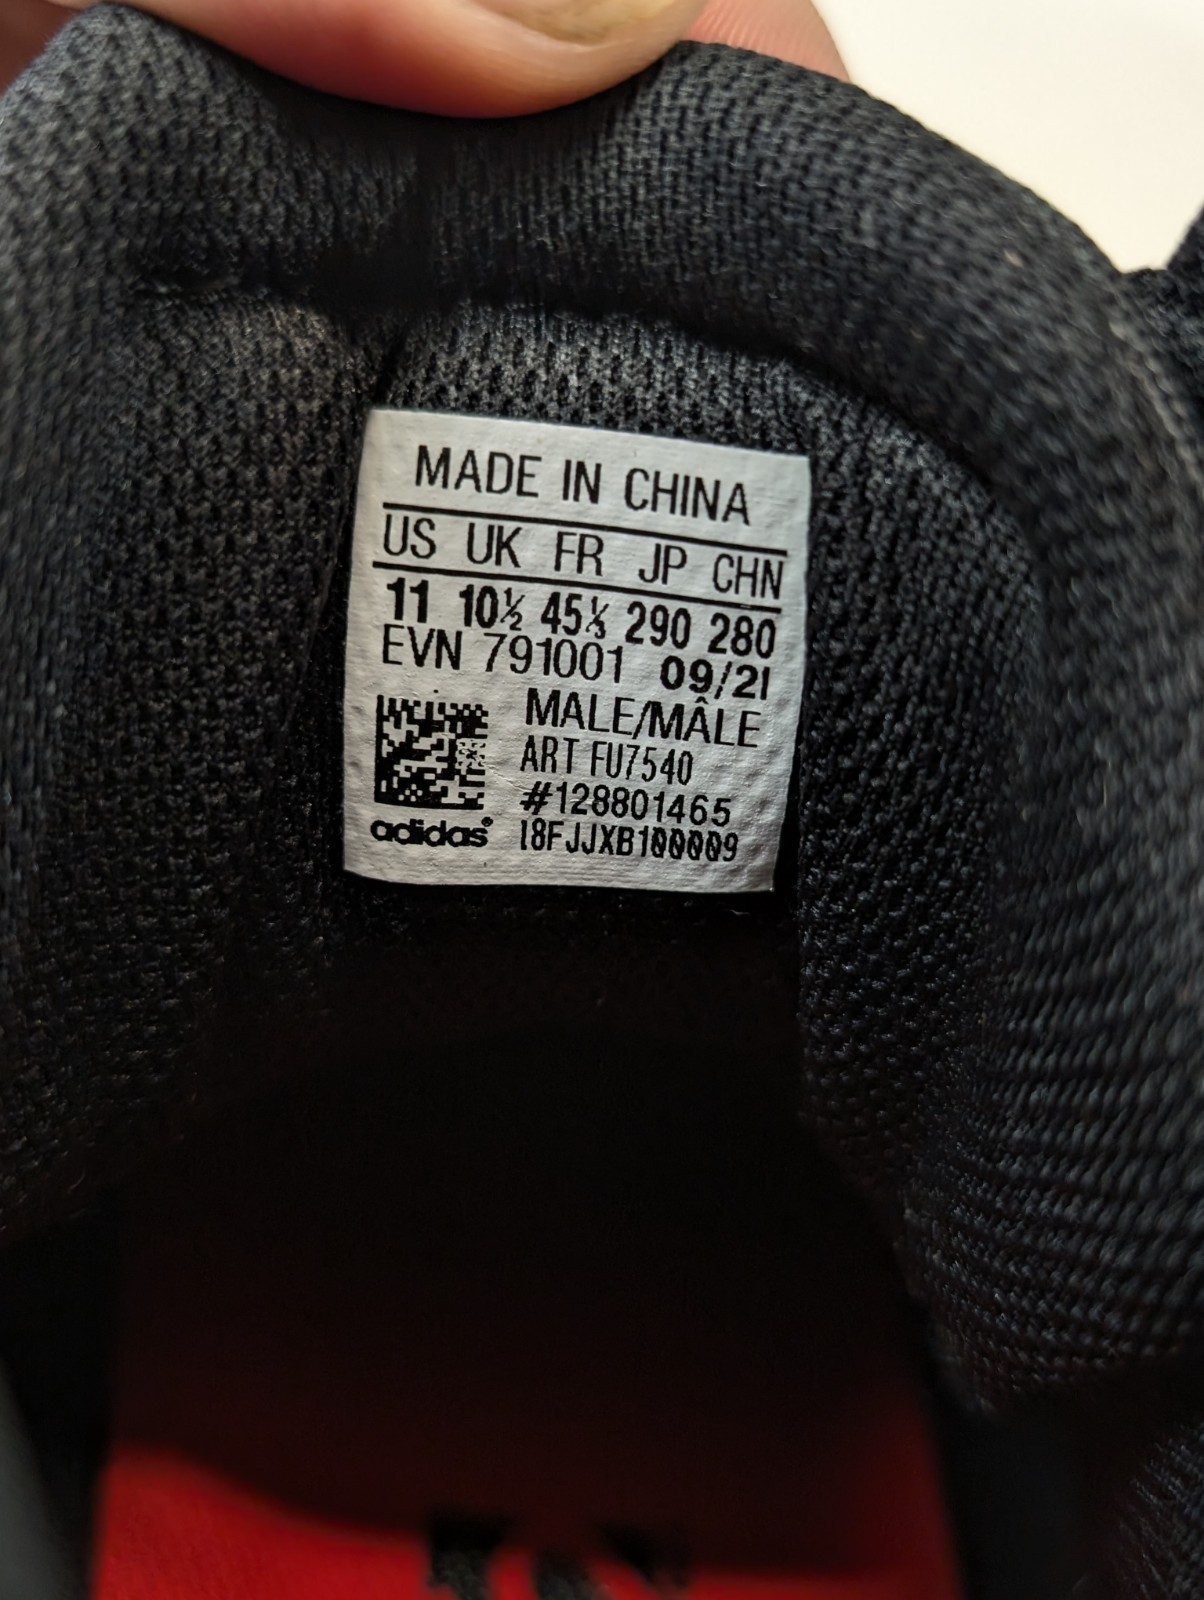 MADE IN CHINA
US UK FR JP CHN
11 10½ 45⅓ 290 280
EVN 791001 09/21
MALE/MÂLE
ART FU7540
#128801465
adidas® I8FJJXB100009